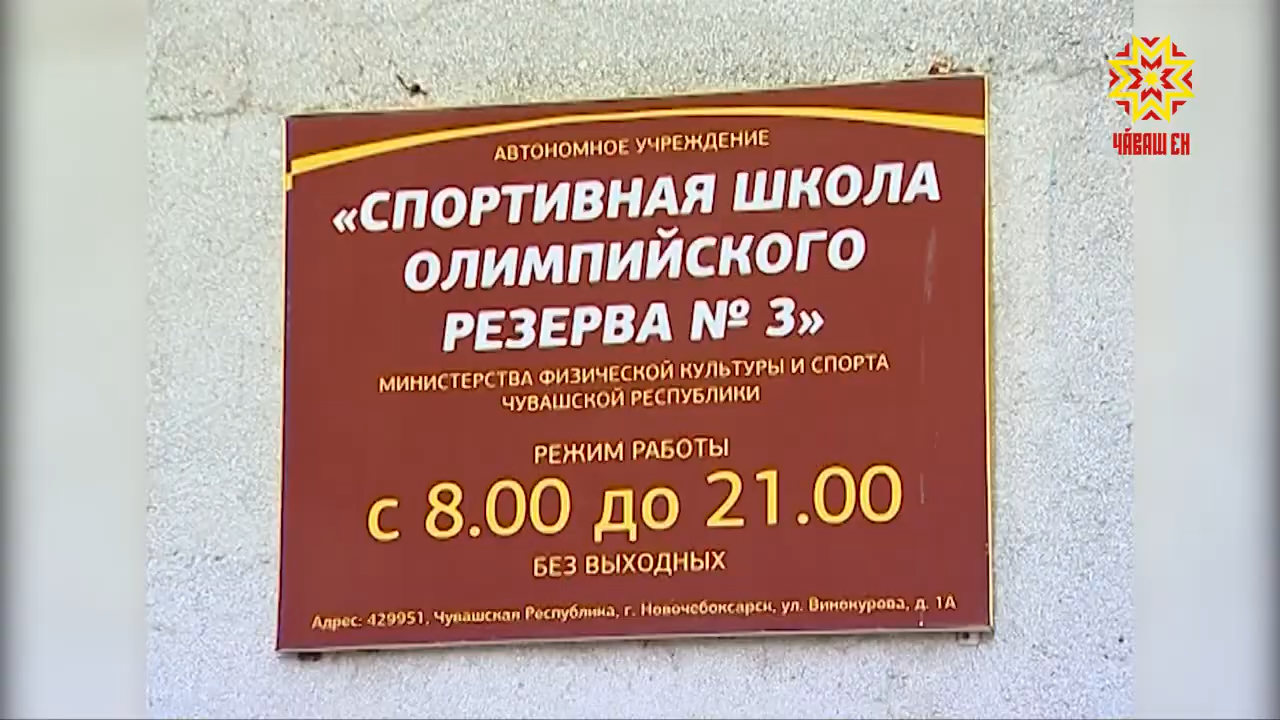 ЧӐВАШ ЕН
АВТОНОМНОЕ УЧРЕЖДЕНИЕ
«СПОРТИВНАЯ ШКОЛА
ОЛИМПИЙСКОГО
РЕЗЕРВА № 3»
МИНИСТЕРСТВА ФИЗИЧЕСКОЙ КУЛЬТУРЫ И СПОРТА
ЧУВАШСКОЙ РЕСПУБЛИКИ
РЕЖИМ РАБОТЫ
с 8.00 до 21.00
БЕЗ ВЫХОДНЫХ
Адрес: 429951, Чувашская Республика, г. Новочебоксарск, ул. Винокурова, д. 1А